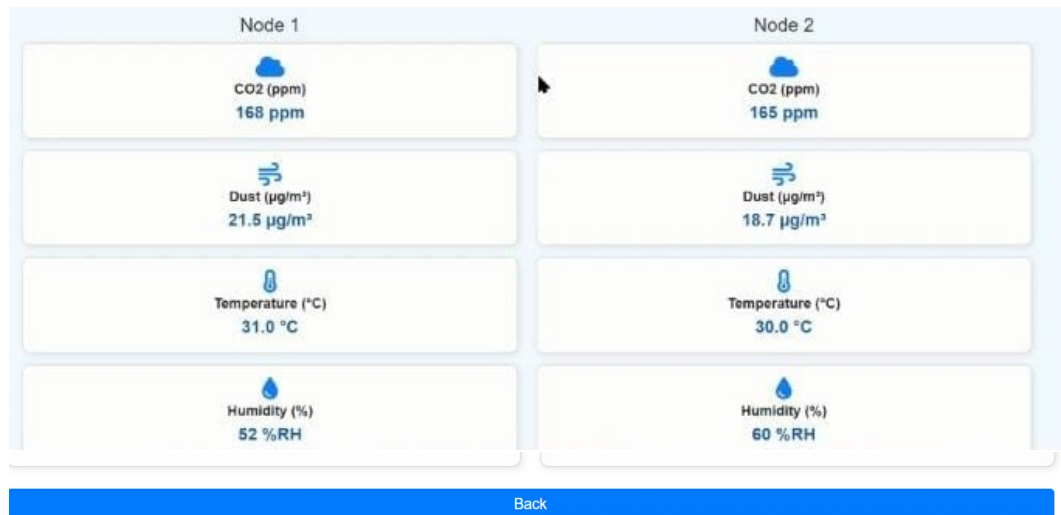 Node 1
CO2 (ppm)
168 ppm
Dust (µg/m³)
21.5 µg/m³
Temperature (°C)
31.0 °C
Humidity (%)
52 %RH
Node 2
CO2 (ppm)
165 ppm
Dust (µg/m³)
18.7 µg/m³
Temperature (°C)
30.0 °C
Humidity (%)
60 %RH
Back